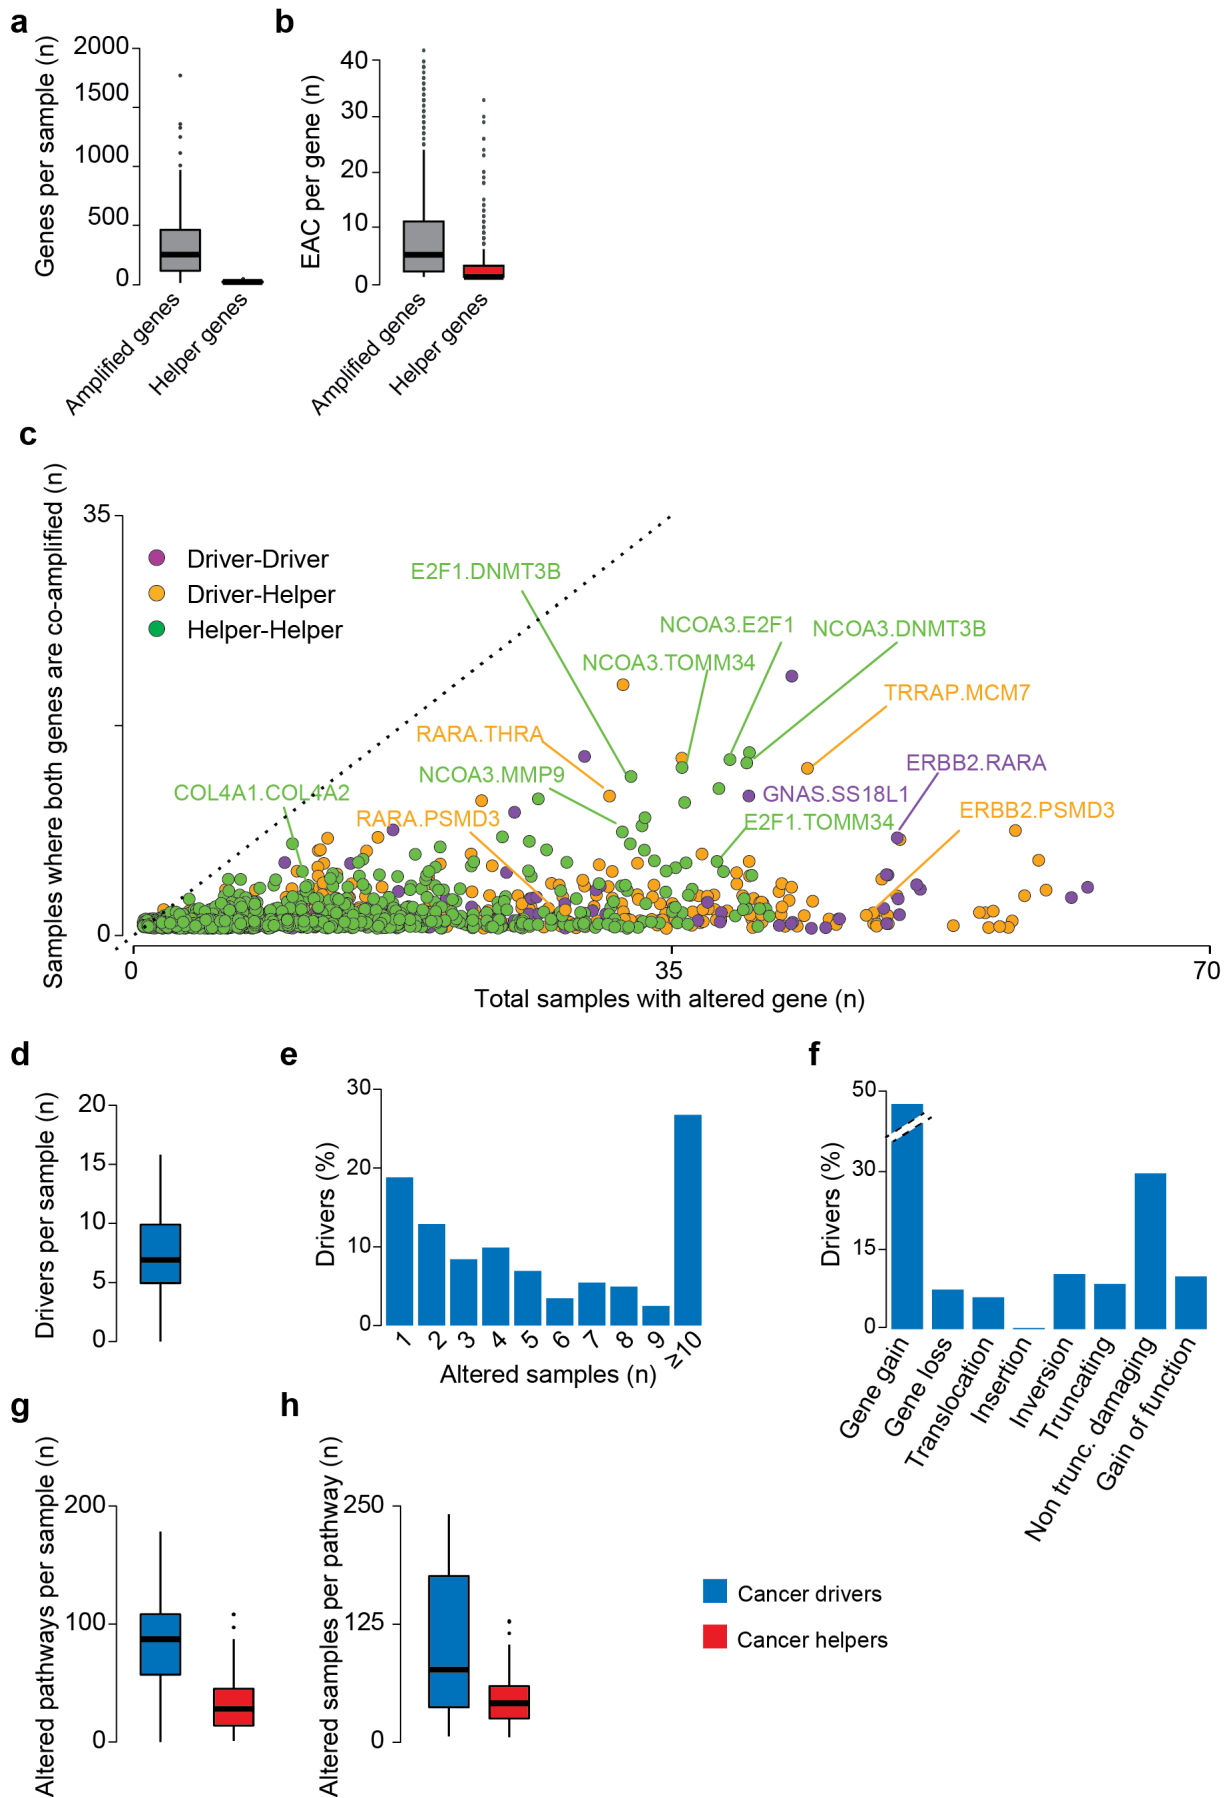 a
Genes per sample (n)
2000
1500
1000
500
0
Amplified genes
Helper genes
b
EAC per gene (n)
40
30
20
10
0
Amplified genes
Helper genes
c
Samples where both genes are co-amplified (n)
35
0
Driver-Driver
Driver-Helper
Helper-Helper
E2F1.DNMT3B
NCOA3.E2F1
NCOA3.DNMT3B
NCOA3.TOMM34
TRRAP.MCM7
RARA.THRA
ERBB2.RARA
NCOA3.MMP9
COL4A1.COL4A2
GNAS.SS18L1
ERBB2.PSMD3
RARA.PSMD3
E2F1.TOMM34
0
35
70
Total samples with altered gene (n)
d
Drivers per sample (n)
20
15
10
5
0
e
Drivers (%)
30
20
10
0
1
2
3
4
5
6
7
8
9
≥10
Altered samples (n)
f
Drivers (%)
50
30
15
0
Gene gain
Gene loss
Translocation
Insertion
Inversion
Truncating
Non trunc. damaging
Gain of function
g
Altered pathways per sample (n)
200
100
0
h
Altered samples per pathway (n)
250
125
0
Cancer drivers
Cancer helpers